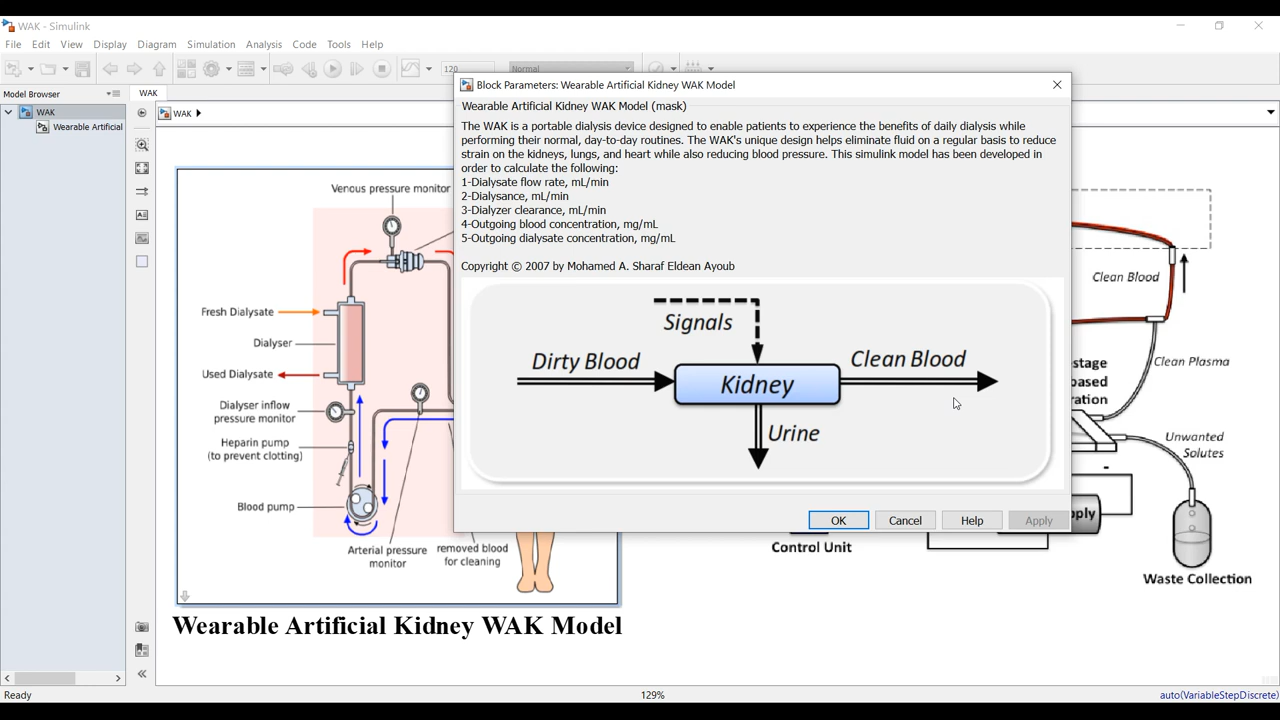 WAK - Simulink
File Edit View Display Diagram Simulation Analysis Code Tools Help
120
Normal
Model Browser
WAK
WAK
Wearable Artificial
WAK
Block Parameters: Wearable Artificial Kidney WAK Model
Wearable Artificial Kidney WAK Model (mask)
The WAK is a portable dialysis device designed to enable patients to experience the benefits of daily dialysis while
performing their normal, day-to-day routines. The WAK's unique design helps eliminate fluid on a regular basis to reduce
strain on the kidneys, lungs, and heart while also reducing blood pressure. This simulink model has been developed in
order to calculate the following:
1-Dialysate flow rate, mL/min
2-Dialysance, mL/min
3-Dialyzer clearance, mL/min
4-Outgoing blood concentration, mg/mL
5-Outgoing dialysate concentration, mg/mL
Copyright © 2007 by Mohamed A. Sharaf Eldean Ayoub
Signals
Dirty Blood
Kidney
Clean Blood
Urine
OK
Cancel
Help
Apply
Venous pressure monitor
Fresh Dialysate
Dialyser
Used Dialysate
Dialyser inflow
pressure monitor
Heparin pump
(to prevent clotting)
Blood pump
Arterial pressure
monitor
removed blood
for cleaning
Clean Blood
stage
based
ration
Clean Plasma
Unwanted
Solutes
-
pply
Control Unit
Waste Collection
Wearable Artificial Kidney WAK Model
Ready
129%
auto(VariableStepDiscrete)